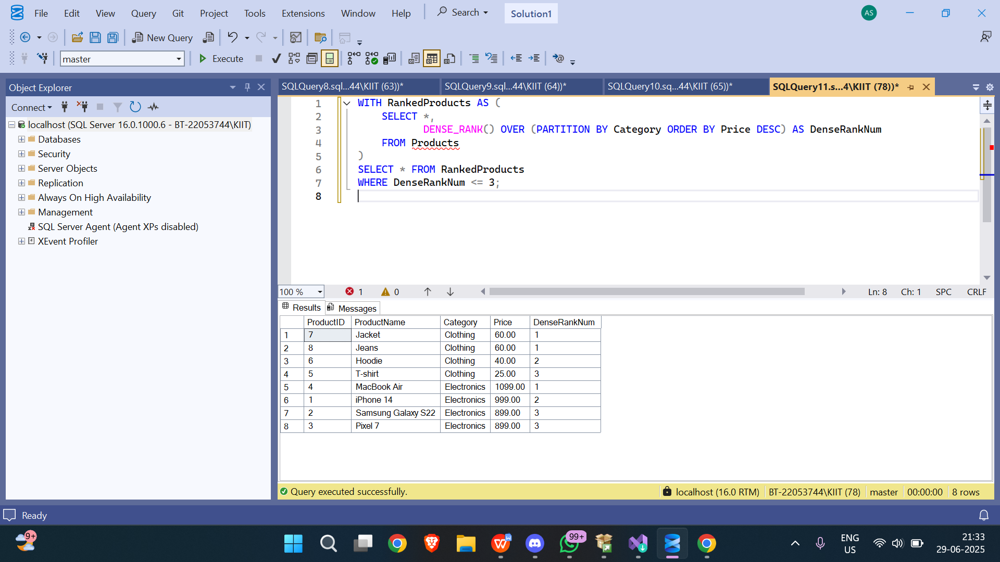 File Edit View Query Git Project Tools Extensions Window Help Search Solution1 AS
New Query
master Execute
Object Explorer
Connect
localhost (SQL Server 16.0.1000.6 - BT-22053744\KIIT)
Databases
Security
Server Objects
Replication
Always On High Availability
Management
SQL Server Agent (Agent XPs disabled)
XEvent Profiler
SQLQuery8.sql...44\KIIT (63))* SQLQuery9.sql...44\KIIT (64))* SQLQuery10.sq...44\KIIT (65))* SQLQuery11.s...4\KIIT (78))*
1 WITH RankedProducts AS (
2 SELECT *,
3 DENSE_RANK() OVER (PARTITION BY Category ORDER BY Price DESC) AS DenseRankNum
4 FROM Products
5 )
6 SELECT * FROM RankedProducts
7 WHERE DenseRankNum <= 3;
8
100 % 1 0 Ln: 8 Ch: 1 SPC CRLF
Results Messages
ProductID ProductName Category Price DenseRankNum
1 7 Jacket Clothing 60.00 1
2 8 Jeans Clothing 60.00 1
3 6 Hoodie Clothing 40.00 2
4 5 T-shirt Clothing 25.00 3
5 4 MacBook Air Electronics 1099.00 1
6 1 iPhone 14 Electronics 999.00 2
7 2 Samsung Galaxy S22 Electronics 899.00 3
8 3 Pixel 7 Electronics 899.00 3
Query executed successfully. localhost (16.0 RTM) BT-22053744\KIIT (78) master 00:00:00 8 rows
Ready
9+ 99+ ENG 21:33
US 29-06-2025